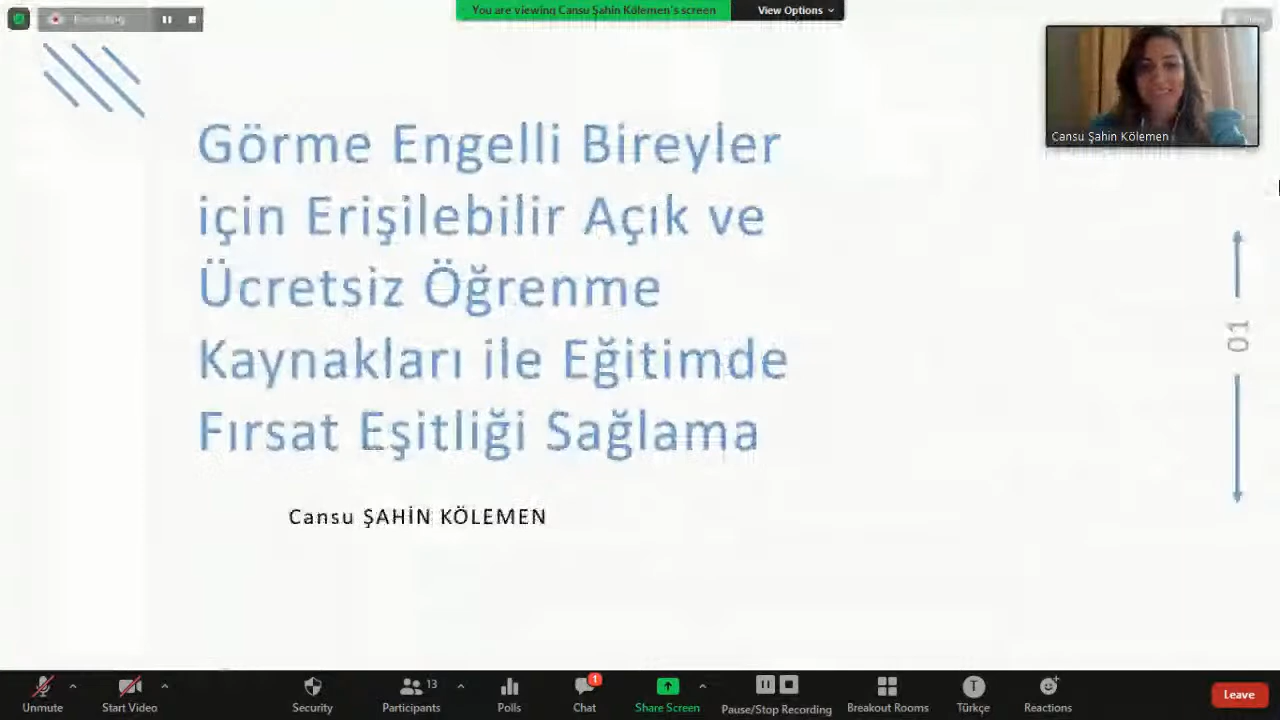 Recording
You are viewing Cansu Şahin Kölemen's screen
View Options
Görme Engelli Bireyler
için Erişilebilir Açık ve
Ücretsiz Öğrenme
Kaynakları ile Eğitimde
Fırsat Eşitliği Sağlama
Cansu ŞAHİN KÖLEMEN
Cansu Şahin Kölemen
01
Unmute
Start Video
Security
13
Participants
Polls
1
Chat
Share Screen
Pause/Stop Recording
Breakout Rooms
T
Türkçe
Reactions
Leave